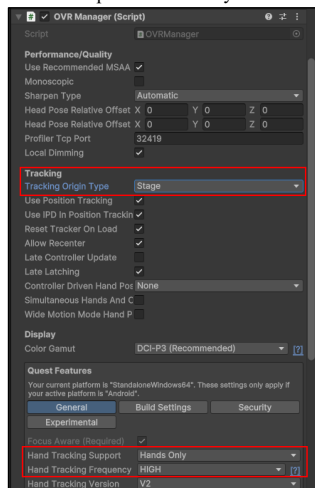 OVR Manager (Script)
Script OVRManager
Performance/Quality
Use Recommended MSAA
Monoscopic
Sharpen Type Automatic
Head Pose Relative Offset X 0 Y 0 Z 0
Head Pose Relative Offset X 0 Y 0 Z 0
Profiler Tcp Port 32419
Local Dimming
Tracking
Tracking Origin Type Stage
Use Position Tracking
Use IPD In Position Trackin
Reset Tracker On Load
Allow Recenter
Late Controller Update
Late Latching
Controller Driven Hand Pos None
Simultaneous Hands And C
Wide Motion Mode Hand P
Display
Color Gamut DCI-P3 (Recommended) [?]
Quest Features
Your current platform is "StandaloneWindows64". These settings only apply if
your active platform is "Android".
General Build Settings Security
Experimental
Focus Aware (Required)
Hand Tracking Support Hands Only
Hand Tracking Frequency HIGH [?]
Hand Tracking Version V2